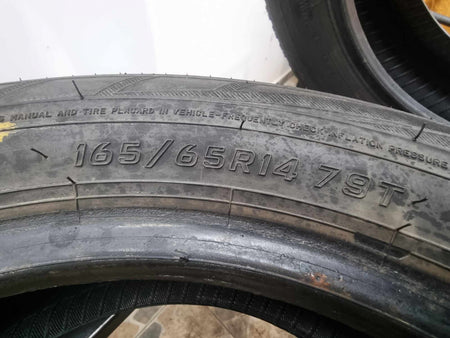 MANUAL AND TIRE PLACARD IN VEHICLE-FREQUENTLY CHECK INFLATION PRESSURE
165/65R14 79T